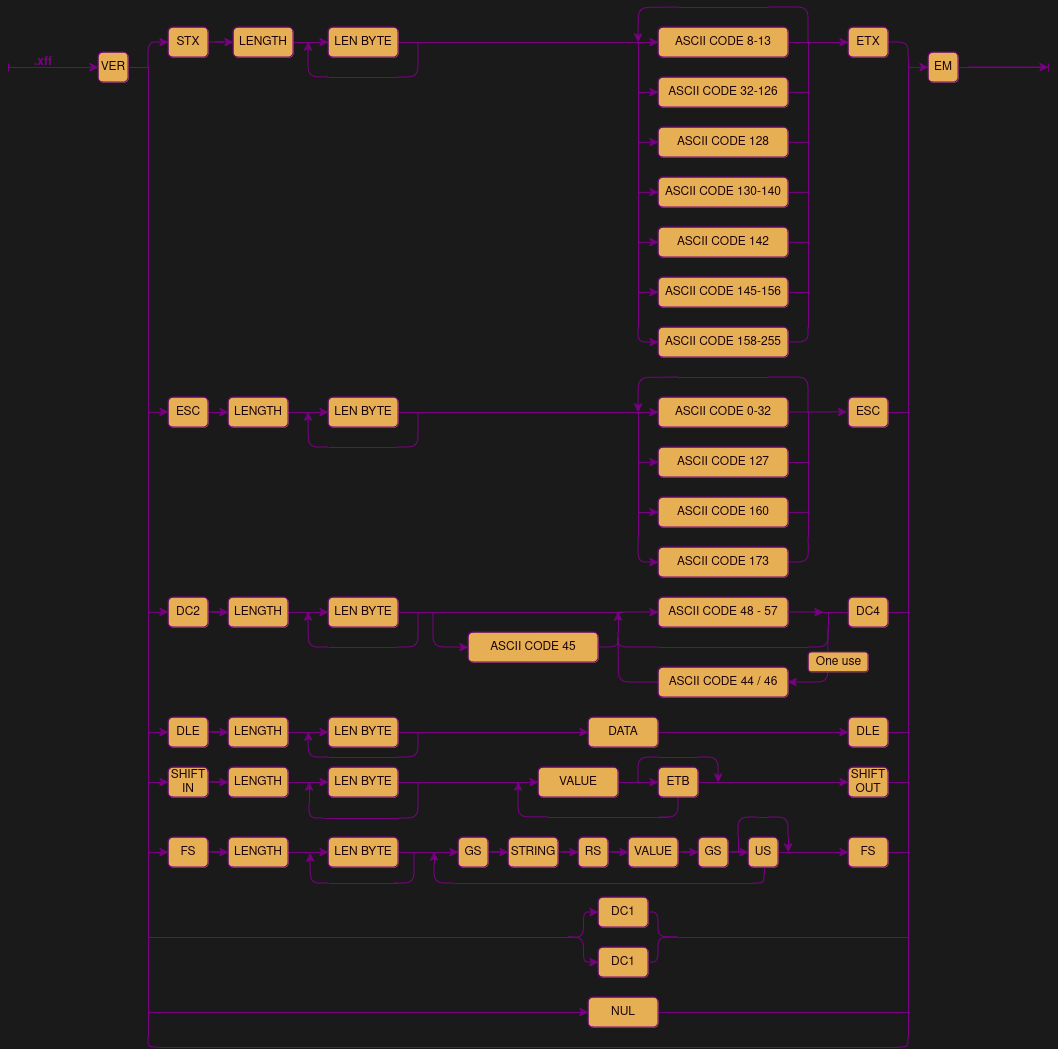 .xff
VER
STX
LENGTH
LEN BYTE
ASCII CODE 8-13
ETX
EM
ASCII CODE 32-126
ASCII CODE 128
ASCII CODE 130-140
ASCII CODE 142
ASCII CODE 145-156
ASCII CODE 158-255
ESC
LENGTH
LEN BYTE
ASCII CODE 0-32
ESC
ASCII CODE 127
ASCII CODE 160
ASCII CODE 173
DC2
LENGTH
LEN BYTE
ASCII CODE 48 - 57
DC4
ASCII CODE 45
One use
ASCII CODE 44 / 46
DLE
LENGTH
LEN BYTE
DATA
DLE
SHIFT
IN
LENGTH
LEN BYTE
VALUE
ETB
SHIFT
OUT
FS
LENGTH
LEN BYTE
GS
STRING
RS
VALUE
GS
US
FS
DC1
DC1
NUL